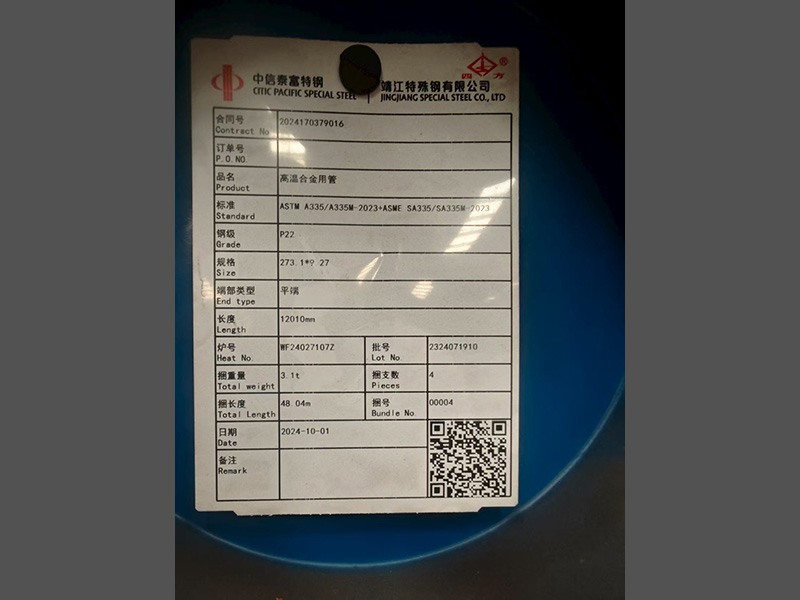 中信泰富特钢
CITIC PACIFIC SPECIAL STEEL
靖江特殊钢有限公司
JINGJIANG SPECIAL STEEL CO., LTD
四方®
合同号 2024170379016
Contract No
订单号
P.O.NO.
品名 高温合金用管
Product
标准 ASTM A335/A335M-2023+ASME SA335/SA335M-2023
Standard
钢级 P22
Grade
规格 273.1*9.27
Size
端部类型 平端
End type
长度 12010mm
Length
炉号 WF24027107Z 批号 2324071910
Heat No. Lot No.
捆重量 3.1t 捆支数 4
Total weight Pieces
捆长度 48.04m 捆号 00004
Total Length Bundle No.
日期 2024-10-01
Date
备注
Remark